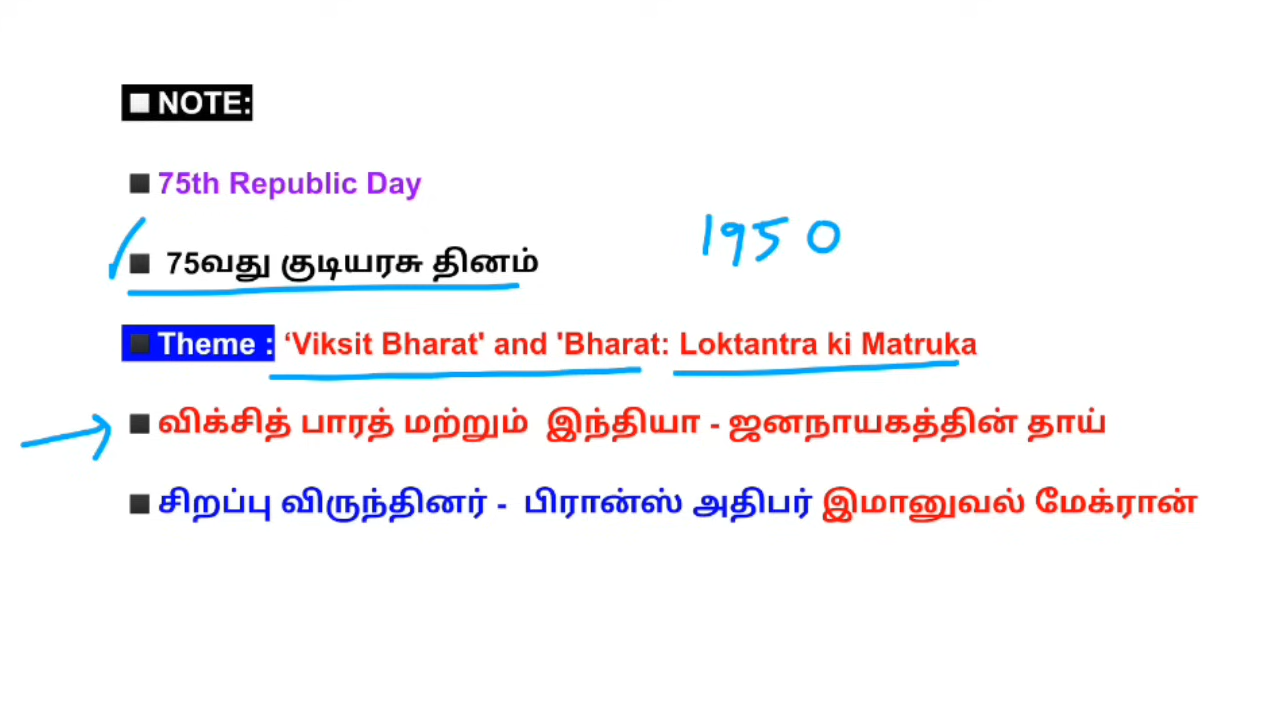 NOTE:
75th Republic Day
1950
75வது குடியரசு தினம்
Theme : ‘Viksit Bharat' and 'Bharat: Loktantra ki Matruka
விக்சித் பாரத் மற்றும் இந்தியா - ஜனநாயகத்தின் தாய்
சிறப்பு விருந்தினர் - பிரான்ஸ் அதிபர் இமானுவல் மேக்ரான்